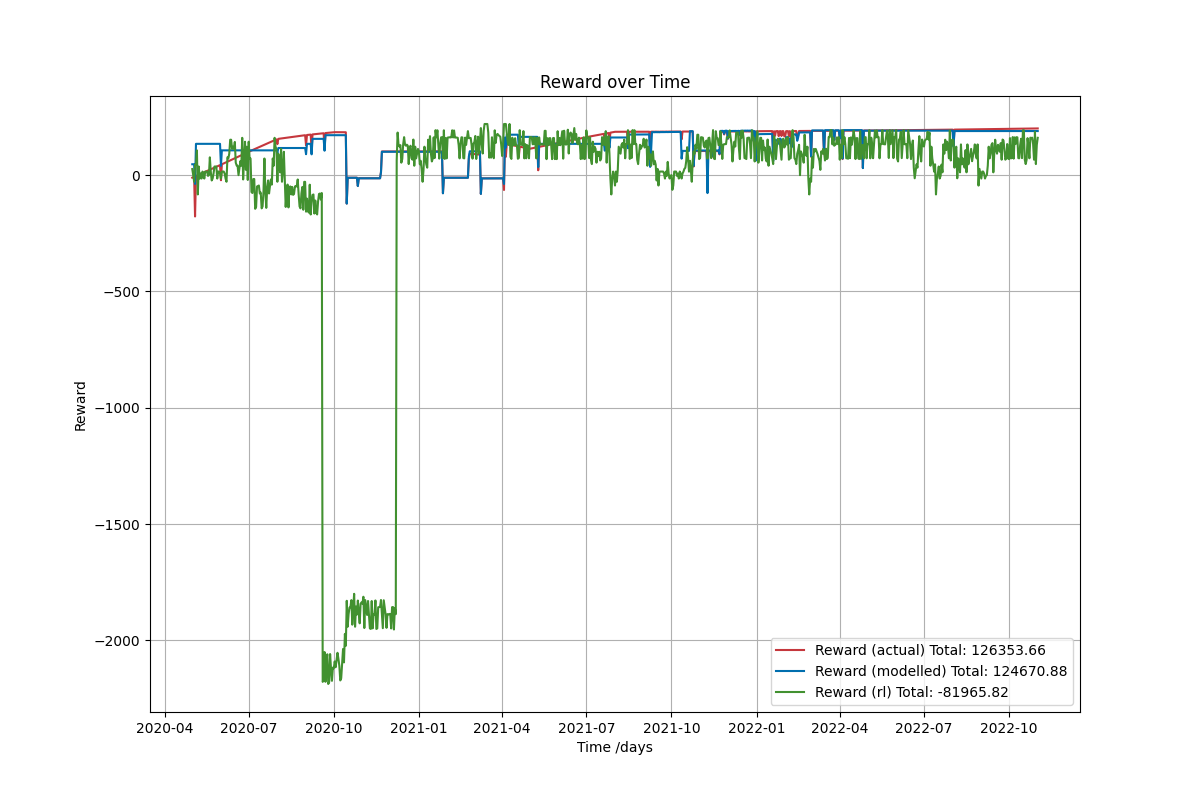 Reward over Time
Reward
0
−500
−1000
−1500
−2000
2020-04 2020-07 2020-10 2021-01 2021-04 2021-07 2021-10 2022-01 2022-04 2022-07 2022-10
Time /days
Reward (actual) Total: 126353.66
Reward (modelled) Total: 124670.88
Reward (rl) Total: -81965.82